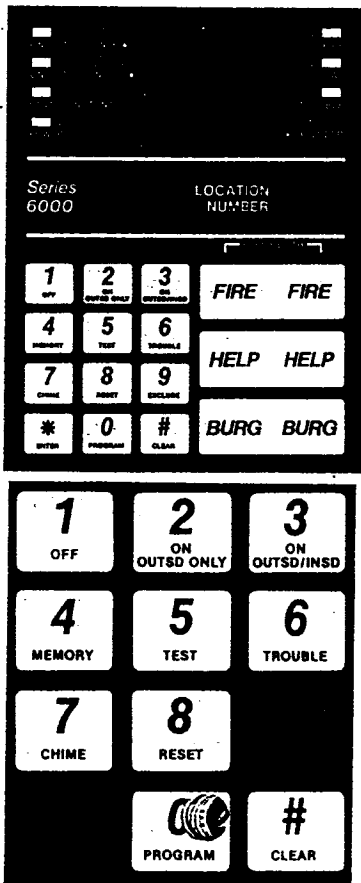 Series
6000
LOCATION
NUMBER
1 2 3
OFF ON OUTSD ONLY ON OUTSD/INSD
FIRE FIRE
4 5 6
MEMORY TEST TROUBLE
HELP HELP
7 8 9
CHIME RESET EXCLUDE
* 0 #
ENTER PROGRAM CLEAR
BURG BURG
1 2 3
OFF ON ON
OUTSD ONLY OUTSD/INSD
4 5 6
MEMORY TEST TROUBLE
7 8
CHIME RESET
#
PROGRAM CLEAR